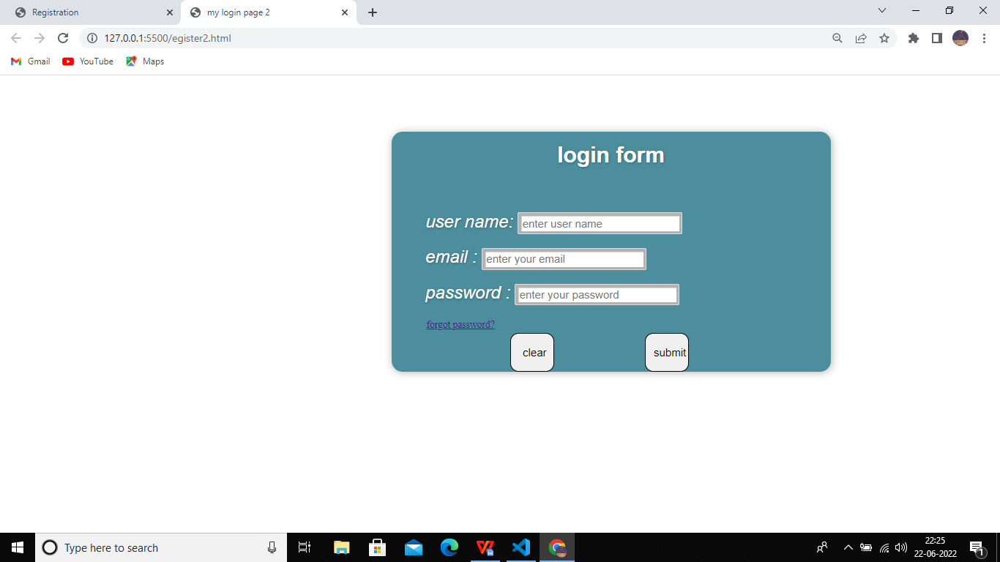 Registration
my login page 2
127.0.0.1:5500/egister2.html
Gmail
YouTube
Maps
login form
user name: enter user name
email : enter your email
password : enter your password
forgot password?
clear
submit
Type here to search
22:25
22-06-2022
1